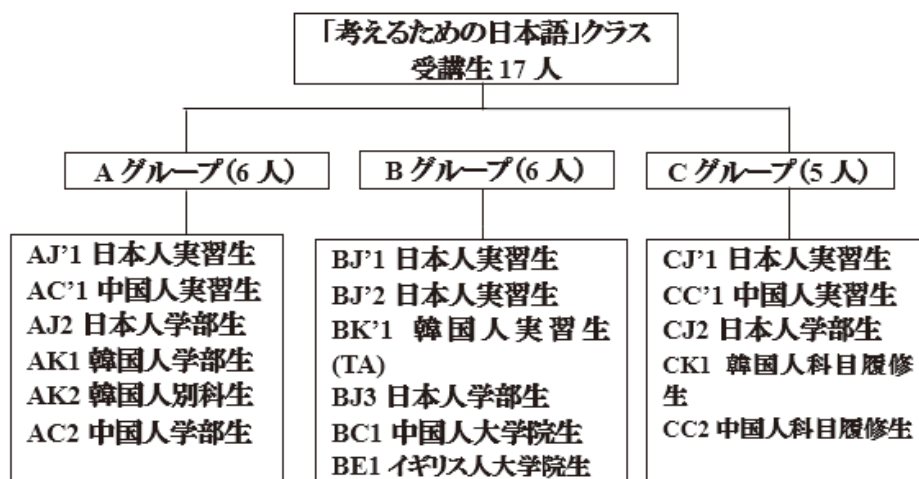 「考えるための日本語」クラス
受講生 17 人
A グループ(6 人)
B グループ(6 人)
C グループ(5 人)
AJ’1 日本人実習生
AC’1 中国人実習生
AJ2 日本人学部生
AK1 韓国人学部生
AK2 韓国人別科生
AC2 中国人学部生
BJ’1 日本人実習生
BJ’2 日本人実習生
BK’1 韓国人実習生
(TA)
BJ3 日本人学部生
BC1 中国人大学院生
BE1 イギリス人大学院生
CJ’1 日本人実習生
CC’1 中国人実習生
CJ2 日本人学部生
CK1 韓国人科目履修
生
CC2 中国人科目履修生